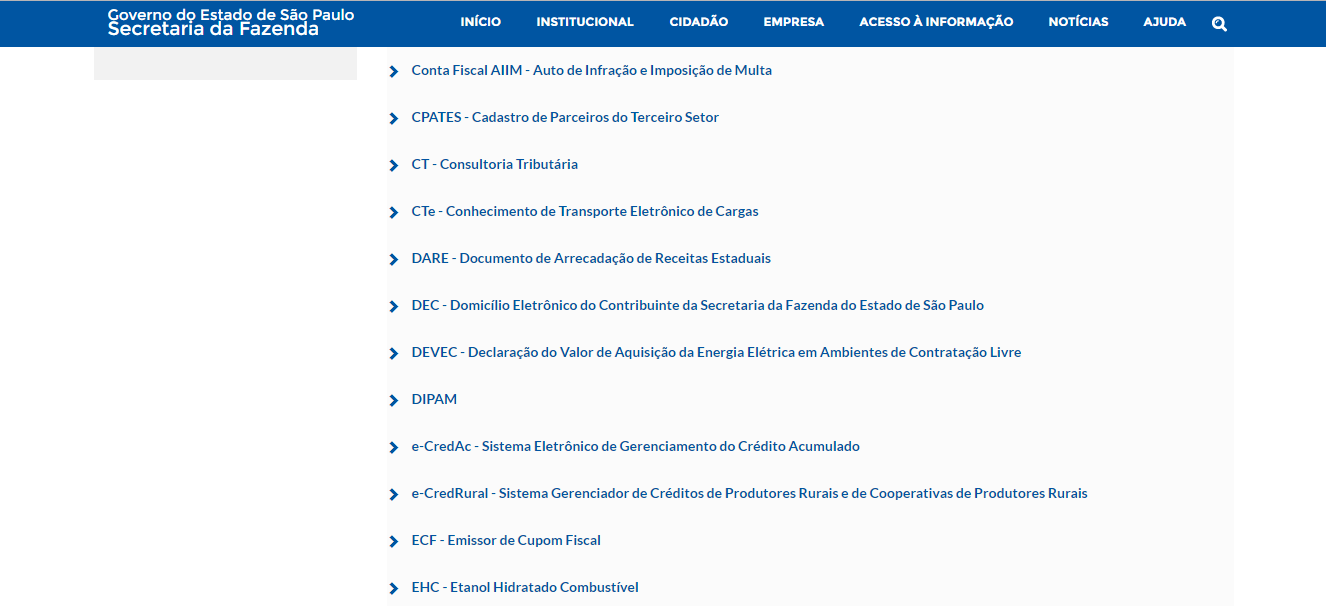 Governo do Estado de São Paulo
Secretaria da Fazenda
INÍCIO INSTITUCIONAL CIDADÃO EMPRESA ACESSO À INFORMAÇÃO NOTÍCIAS AJUDA
Conta Fiscal AIIM - Auto de Infração e Imposição de Multa
CPATES - Cadastro de Parceiros do Terceiro Setor
CT - Consultoria Tributária
CTe - Conhecimento de Transporte Eletrônico de Cargas
DARE - Documento de Arrecadação de Receitas Estaduais
DEC - Domicílio Eletrônico do Contribuinte da Secretaria da Fazenda do Estado de São Paulo
DEVEC - Declaração do Valor de Aquisição da Energia Elétrica em Ambientes de Contratação Livre
DIPAM
e-CredAc - Sistema Eletrônico de Gerenciamento do Crédito Acumulado
e-CredRural - Sistema Gerenciador de Créditos de Produtores Rurais e de Cooperativas de Produtores Rurais
ECF - Emissor de Cupom Fiscal
EHC - Etanol Hidratado Combustível